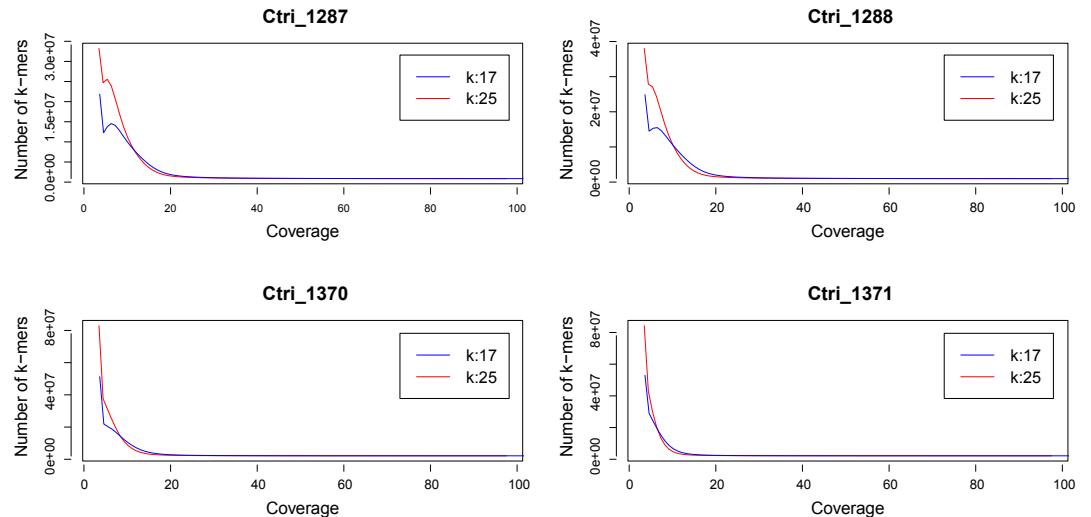 Ctri_1287
Number of k−mers
0.0e+00 1.5e+07 3.0e+07
k:17
k:25
0 20 40 60 80 100
Coverage
Ctri_1288
Number of k−mers
0e+00 2e+07 4e+07
k:17
k:25
0 20 40 60 80 100
Coverage
Ctri_1370
Number of k−mers
0e+00 4e+07 8e+07
k:17
k:25
0 20 40 60 80 100
Coverage
Ctri_1371
Number of k−mers
0e+00 4e+07 8e+07
k:17
k:25
0 20 40 60 80 100
Coverage